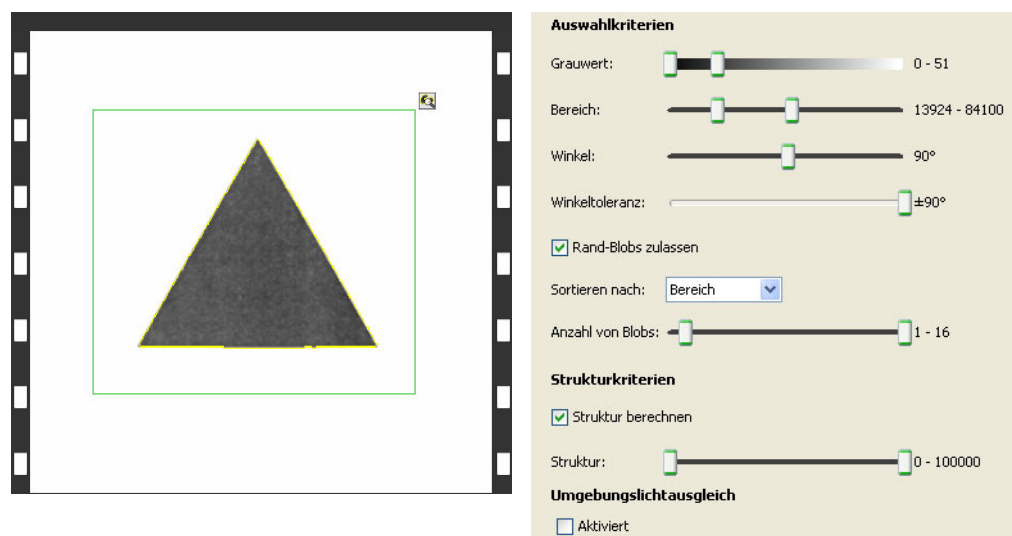 Auswahlkriterien
Grauwert: 0 - 51
Bereich: 13924 - 84100
Winkel: 90°
Winkeltoleranz: ±90°
Rand-Blobs zulassen
Sortieren nach: Bereich
Anzahl von Blobs: 1 - 16
Strukturkriterien
Struktur berechnen
Struktur: 0 - 100000
Umgebungslichtausgleich
Aktiviert